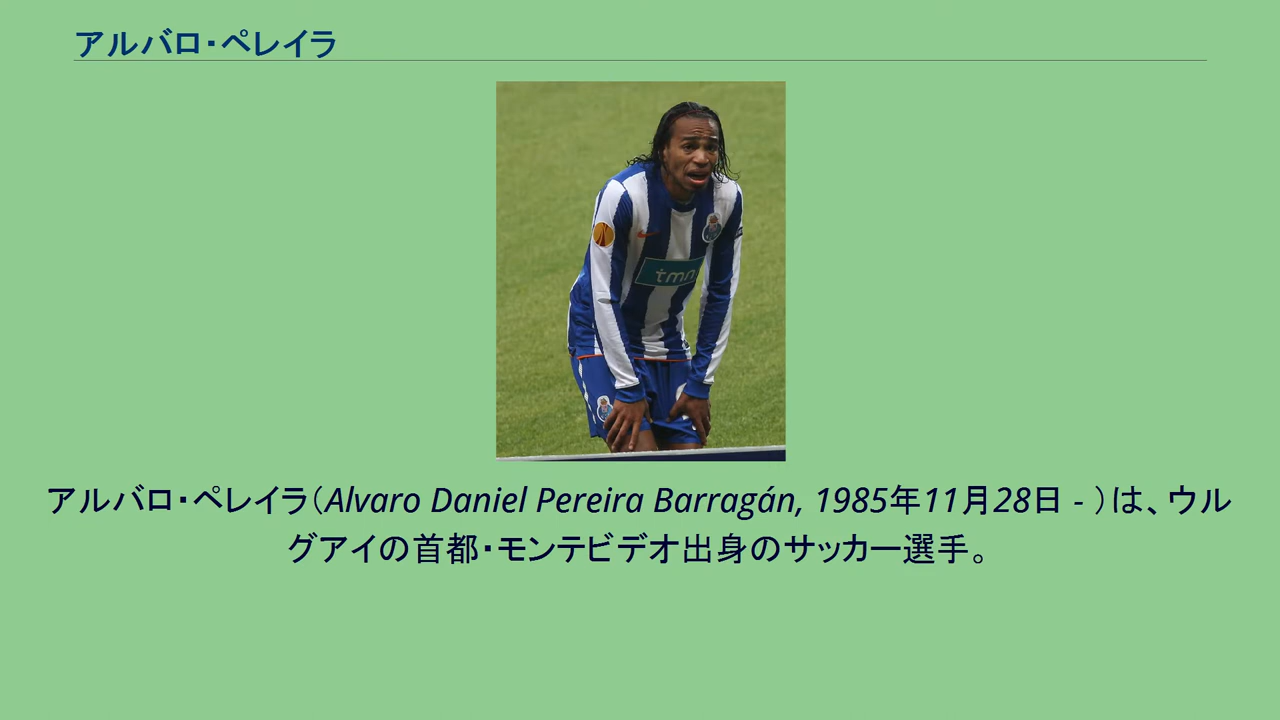 アルバロ・ペレイラ
tmn
アルバロ・ペレイラ（Alvaro Daniel Pereira Barragán, 1985年11月28日 - ）は、ウル
グアイの首都・モンテビデオ出身のサッカー選手。